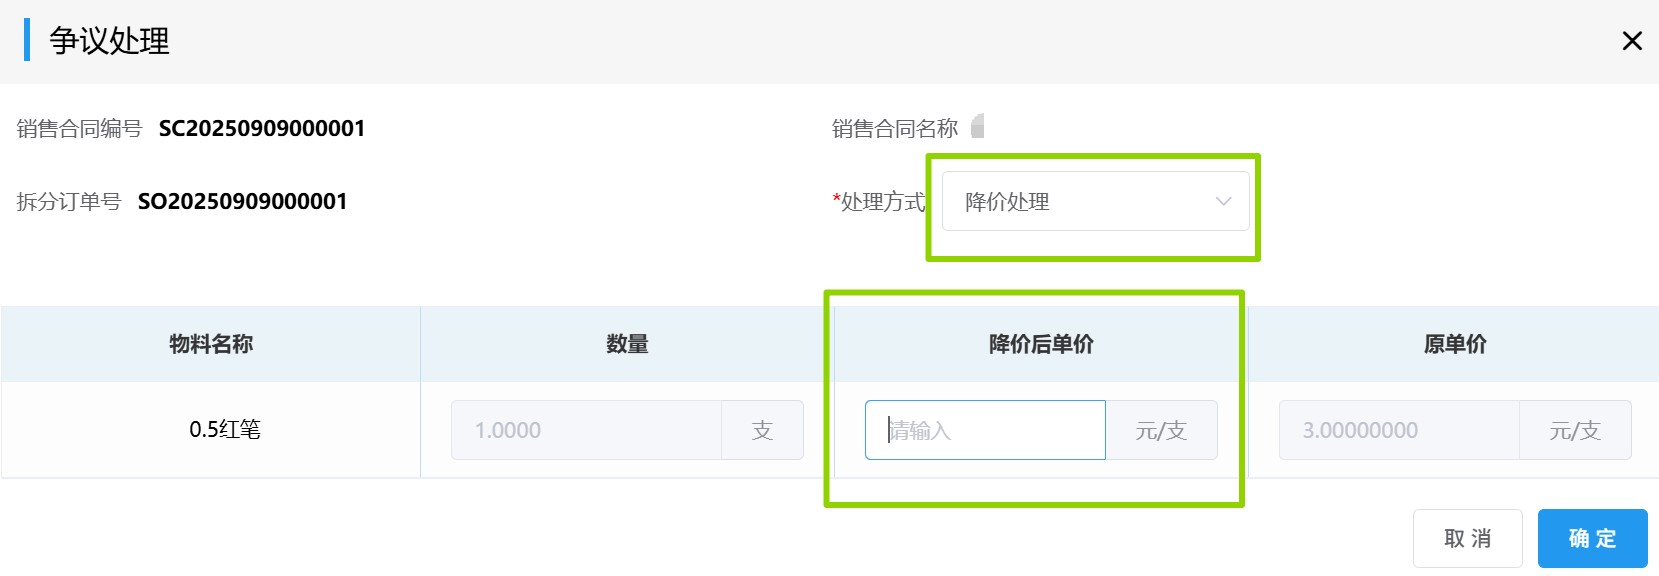 争议处理
销售合同编号 SC20250909000001 销售合同名称
拆分订单号 SO20250909000001 *处理方式 降价处理
物料名称 数量 降价后单价 原单价
0.5红笔 1.0000 支 请输入 元/支 3.00000000 元/支
取消 确定